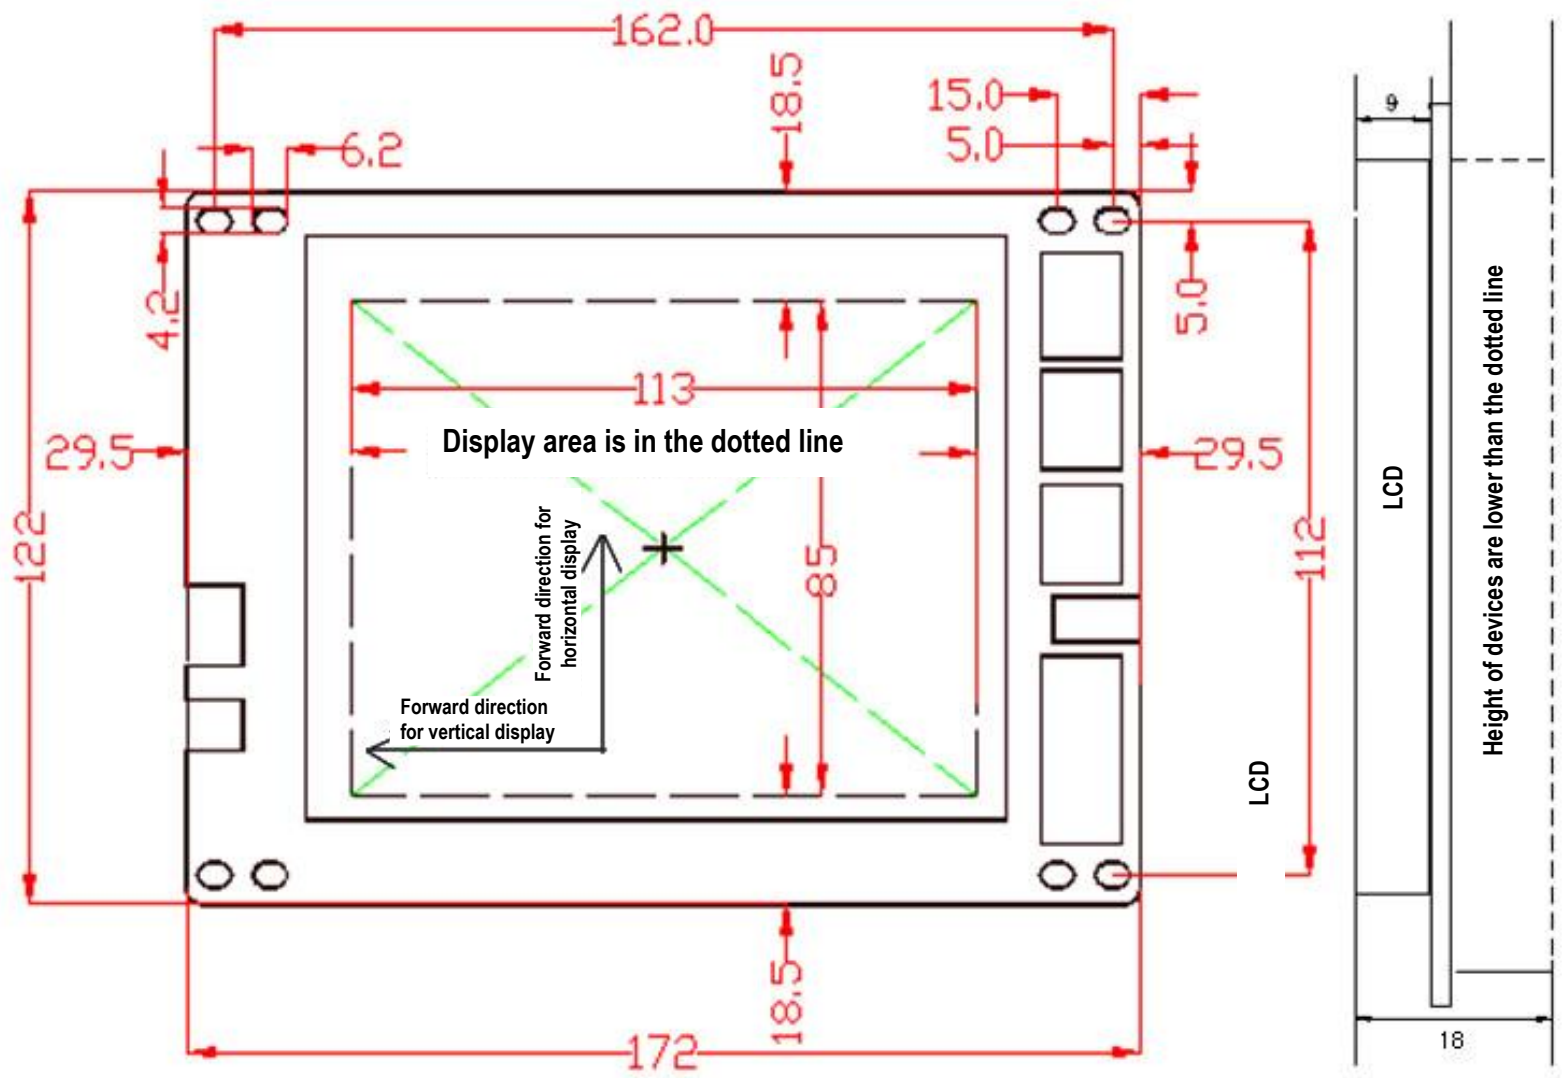 162.0
18.5
15.0
5.0
9
6.2
4.2
5.0
113
29.5
Display area is in the dotted line
29.5
122
Forward direction for
horizontal display
85
112
Forward direction
for vertical display
LCD
LCD
Height of devices are lower than the dotted line
18.5
172
18